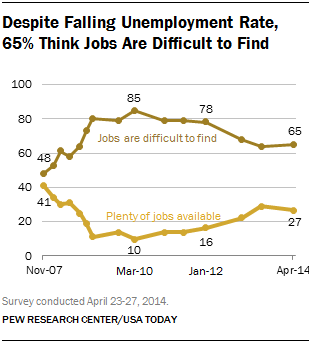 Despite Falling Unemployment Rate,
65% Think Jobs Are Difficult to Find
100
80
60
40
20
0
85
78
65
48
Jobs are difficult to find
41
Plenty of jobs available
10
16
27
Nov-07
Mar-10
Jan-12
Apr-14
Survey conducted April 23-27, 2014.
PEW RESEARCH CENTER/USA TODAY